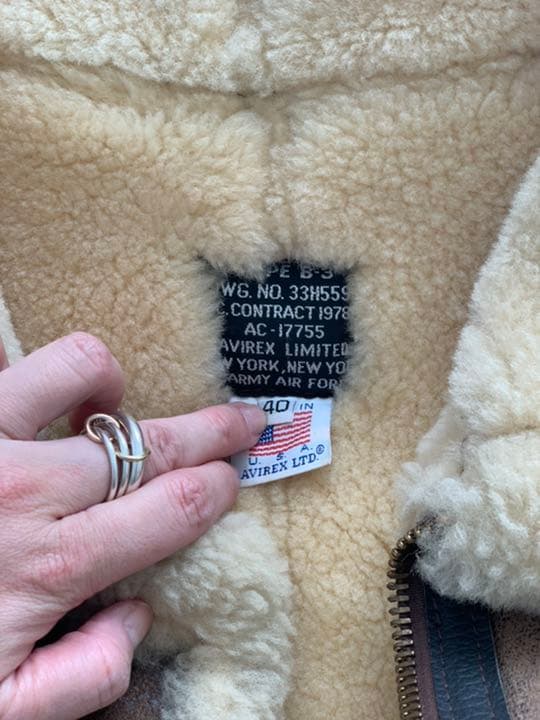 PE B-3
WG. NO. 33H559
. CONTRACT 1978
AC-17755
AVIREX LIMITED
YORK, NEW YO
ARMY AIR FOR
40 IN
U. S. A.
AVIREX LTD.®